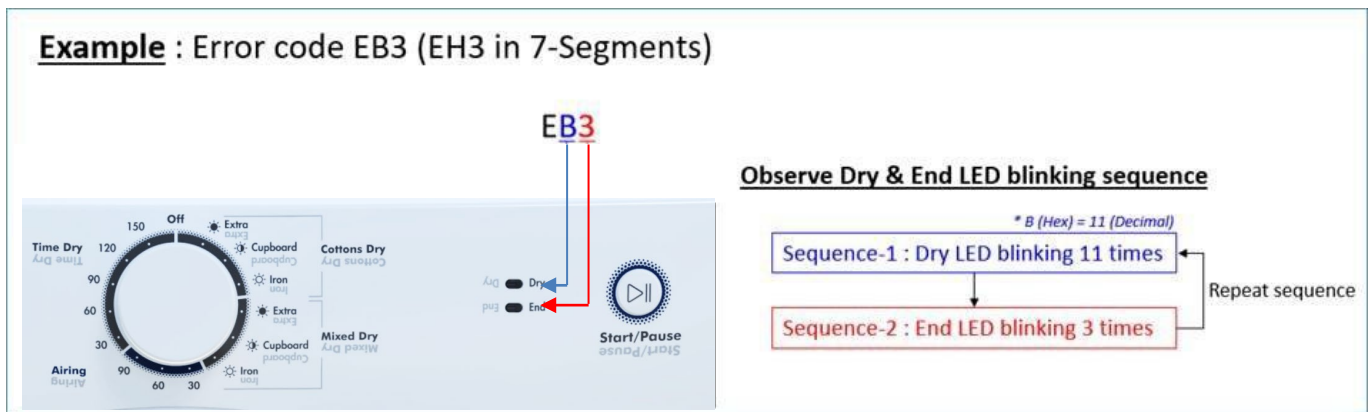 Example : Error code EB3 (EH3 in 7-Segments)
EB3
Observe Dry & End LED blinking sequence
* B (Hex) = 11 (Decimal)
Sequence-1 : Dry LED blinking 11 times
Repeat sequence
Sequence-2 : End LED blinking 3 times
Off
150
120
90
60
30
Time Dry
Time Dry
Extra
Extra
Cupboard
Cupboard
Iron
Iron
Cottons Dry
Cottons Dry
Extra
Extra
Cupboard
Cupboard
Iron
Iron
Mixed Dry
Mixed Dry
Airing
Airing
90
60
30
Dry
Dry
End
End
Start/Pause
Start/Pause